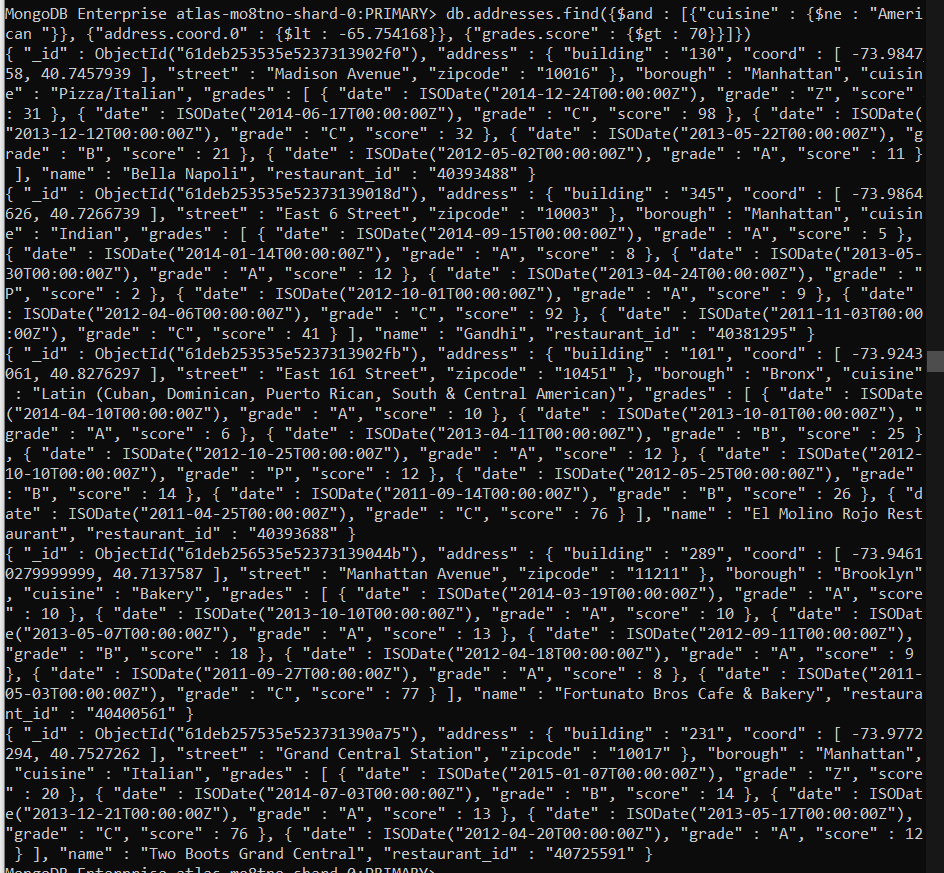 MongoDB Enterprise atlas-mo8tno-shard-0:PRIMARY> db.addresses.find({$and : [{"cuisine" : {$ne : "Ameri
can "}}, {"address.coord.0" : {$lt : -65.754168}}, {"grades.score" : {$gt : 70}}]})
{ "_id" : ObjectId("61deb253535e5237313902f0"), "address" : { "building" : "130", "coord" : [ -73.9847
58, 40.7457939 ], "street" : "Madison Avenue", "zipcode" : "10016" }, "borough" : "Manhattan", "cuisin
e" : "Pizza/Italian", "grades" : [ { "date" : ISODate("2014-12-24T00:00:00Z"), "grade" : "Z", "score"
: 31 }, { "date" : ISODate("2014-06-17T00:00:00Z"), "grade" : "C", "score" : 98 }, { "date" : ISODate(
"2013-12-12T00:00:00Z"), "grade" : "C", "score" : 32 }, { "date" : ISODate("2013-05-22T00:00:00Z"), "g
rade" : "B", "score" : 21 }, { "date" : ISODate("2012-05-02T00:00:00Z"), "grade" : "A", "score" : 11 }
 ], "name" : "Bella Napoli", "restaurant_id" : "40393488" }
{ "_id" : ObjectId("61deb253535e52373139018d"), "address" : { "building" : "345", "coord" : [ -73.9864
626, 40.7266739 ], "street" : "East 6 Street", "zipcode" : "10003" }, "borough" : "Manhattan", "cuisin
e" : "Indian", "grades" : [ { "date" : ISODate("2014-09-15T00:00:00Z"), "grade" : "A", "score" : 5 },
{ "date" : ISODate("2014-01-14T00:00:00Z"), "grade" : "A", "score" : 8 }, { "date" : ISODate("2013-05-
30T00:00:00Z"), "grade" : "A", "score" : 12 }, { "date" : ISODate("2013-04-24T00:00:00Z"), "grade" : "
P", "score" : 2 }, { "date" : ISODate("2012-10-01T00:00:00Z"), "grade" : "A", "score" : 9 }, { "date"
: ISODate("2012-04-06T00:00:00Z"), "grade" : "C", "score" : 92 }, { "date" : ISODate("2011-11-03T00:00
:00Z"), "grade" : "C", "score" : 41 } ], "name" : "Gandhi", "restaurant_id" : "40381295" }
{ "_id" : ObjectId("61deb253535e5237313902fb"), "address" : { "building" : "101", "coord" : [ -73.9243
061, 40.8276297 ], "street" : "East 161 Street", "zipcode" : "10451" }, "borough" : "Bronx", "cuisine"
 : "Latin (Cuban, Dominican, Puerto Rican, South & Central American)", "grades" : [ { "date" : ISODate
("2014-04-10T00:00:00Z"), "grade" : "A", "score" : 10 }, { "date" : ISODate("2013-10-01T00:00:00Z"), "
grade" : "A", "score" : 6 }, { "date" : ISODate("2013-04-11T00:00:00Z"), "grade" : "B", "score" : 25 }
, { "date" : ISODate("2012-10-25T00:00:00Z"), "grade" : "A", "score" : 12 }, { "date" : ISODate("2012-
10-10T00:00:00Z"), "grade" : "P", "score" : 12 }, { "date" : ISODate("2012-05-25T00:00:00Z"), "grade"
: "B", "score" : 14 }, { "date" : ISODate("2011-09-14T00:00:00Z"), "grade" : "B", "score" : 26 }, { "d
ate" : ISODate("2011-04-25T00:00:00Z"), "grade" : "C", "score" : 76 } ], "name" : "El Molino Rojo Rest
aurant", "restaurant_id" : "40393688" }
{ "_id" : ObjectId("61deb256535e52373139044b"), "address" : { "building" : "289", "coord" : [ -73.9461
0279999999, 40.7137587 ], "street" : "Manhattan Avenue", "zipcode" : "11211" }, "borough" : "Brooklyn"
, "cuisine" : "Bakery", "grades" : [ { "date" : ISODate("2014-03-19T00:00:00Z"), "grade" : "A", "score
" : 10 }, { "date" : ISODate("2013-10-10T00:00:00Z"), "grade" : "A", "score" : 10 }, { "date" : ISODat
e("2013-05-07T00:00:00Z"), "grade" : "A", "score" : 13 }, { "date" : ISODate("2012-09-11T00:00:00Z"),
"grade" : "B", "score" : 18 }, { "date" : ISODate("2012-04-18T00:00:00Z"), "grade" : "A", "score" : 9
}, { "date" : ISODate("2011-09-27T00:00:00Z"), "grade" : "A", "score" : 8 }, { "date" : ISODate("2011-
05-03T00:00:00Z"), "grade" : "C", "score" : 77 } ], "name" : "Fortunato Bros Cafe & Bakery", "restaura
nt_id" : "40400561" }
{ "_id" : ObjectId("61deb257535e523731390a75"), "address" : { "building" : "231", "coord" : [ -73.9772
294, 40.7527262 ], "street" : "Grand Central Station", "zipcode" : "10017" }, "borough" : "Manhattan",
 "cuisine" : "Italian", "grades" : [ { "date" : ISODate("2015-01-07T00:00:00Z"), "grade" : "Z", "score
" : 20 }, { "date" : ISODate("2014-07-03T00:00:00Z"), "grade" : "B", "score" : 14 }, { "date" : ISODat
e("2013-12-21T00:00:00Z"), "grade" : "A", "score" : 13 }, { "date" : ISODate("2013-05-17T00:00:00Z"),
"grade" : "C", "score" : 76 }, { "date" : ISODate("2012-04-20T00:00:00Z"), "grade" : "A", "score" : 12
 } ], "name" : "Two Boots Grand Central", "restaurant_id" : "40725591" }
MongoDB Enterprise atlas-mo8tno-shard-0:PRIMARY>